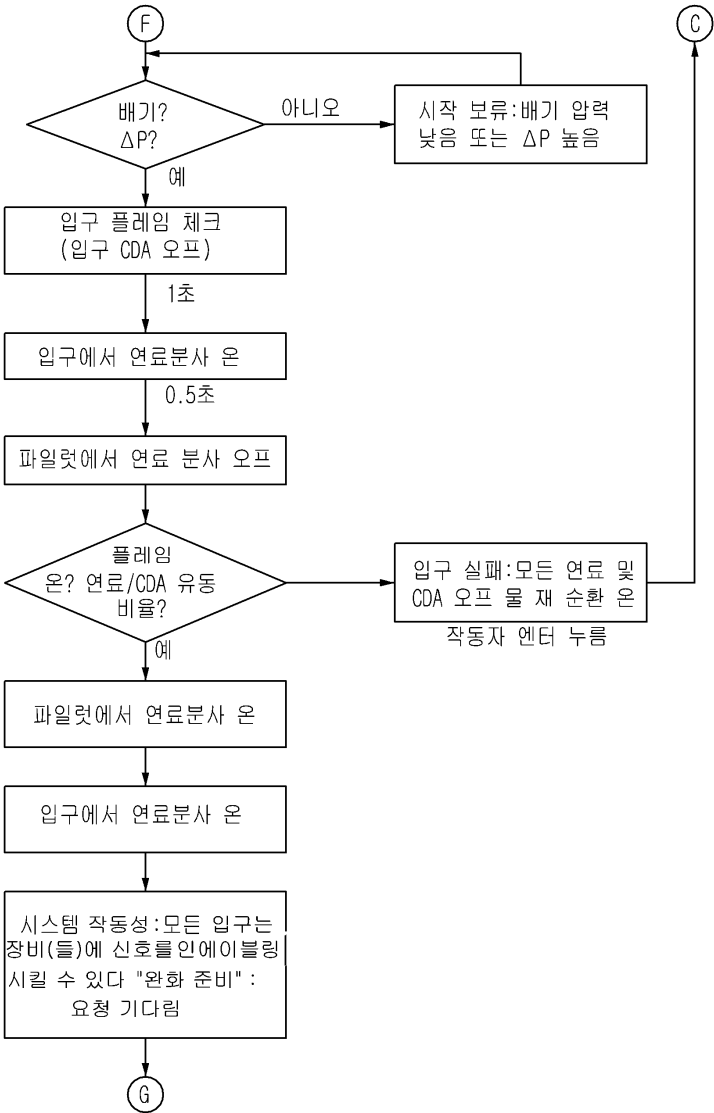 F
C
배기?
ΔP?
아니오
시작 보류:배기 압력
낮음 또는 ΔP 높음
예
입구 플레임 체크
(입구 CDA 오프)
1초
입구에서 연료분사 온
0.5초
파일럿에서 연료 분사 오프
플레임
온? 연료/CDA 유동
비율?
입구 실패:모든 연료 및
CDA 오프 물 재 순환 온
작동자 엔터 누름
예
파일럿에서 연료분사 온
입구에서 연료분사 온
시스템 작동성:모든 입구는
장비(들)에 신호를인에이블링
시킬 수 있다 "완화 준비" :
요청 기다림
G